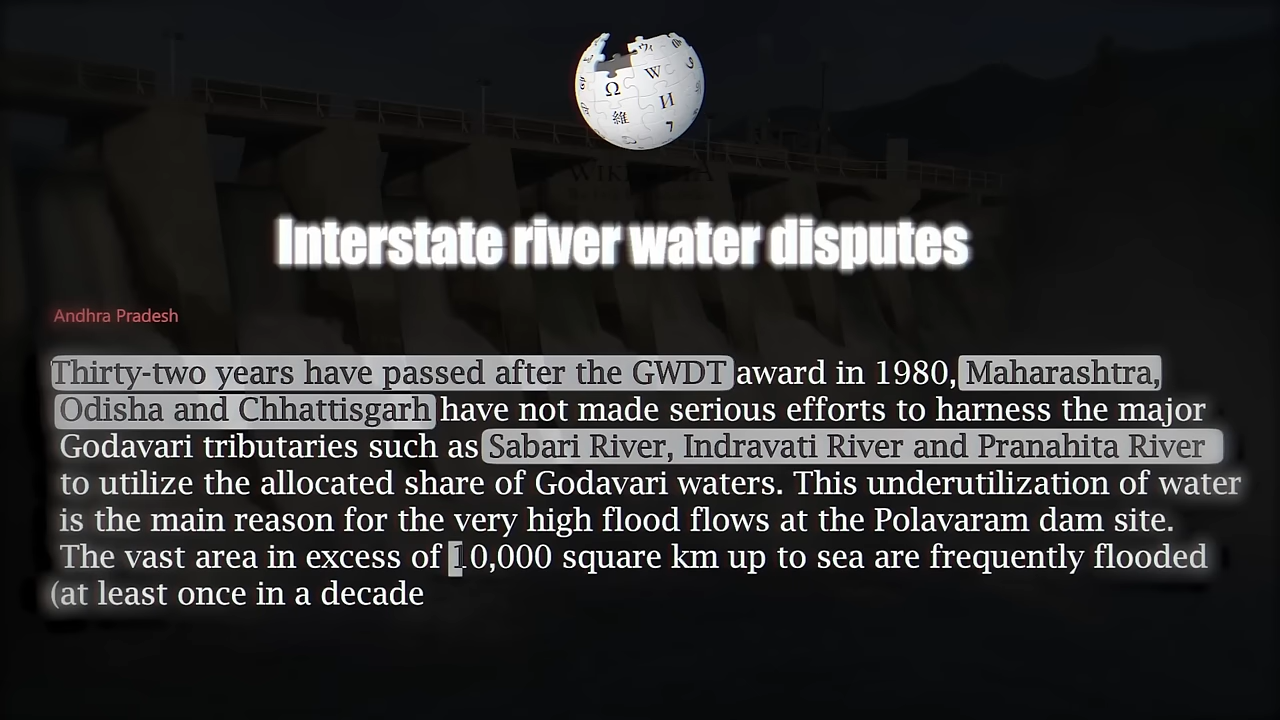 WIKIPEDIA
Interstate river water disputes
Andhra Pradesh
Thirty-two years have passed after the GWDT award in 1980, Maharashtra,
Odisha and Chhattisgarh have not made serious efforts to harness the major
Godavari tributaries such as Sabari River, Indravati River and Pranahita River
to utilize the allocated share of Godavari waters. This underutilization of water
is the main reason for the very high flood flows at the Polavaram dam site.
The vast area in excess of 10,000 square km up to sea are frequently flooded
(at least once in a decade